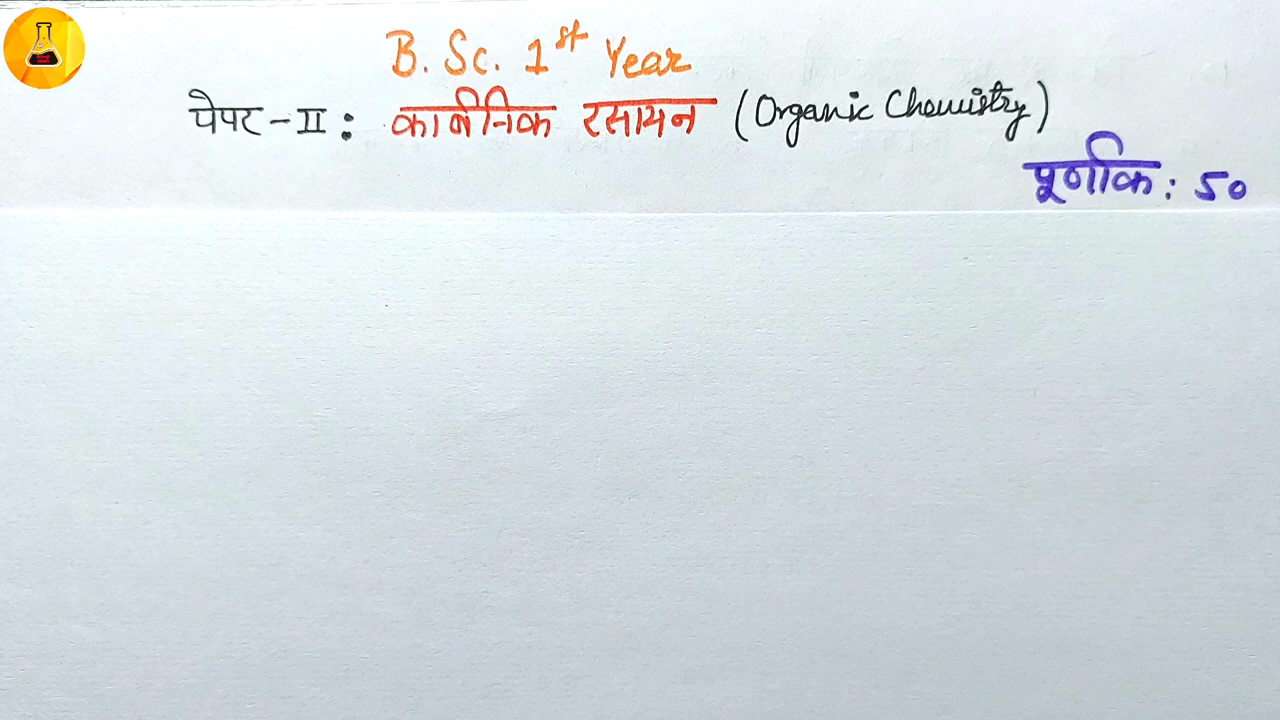 B. Sc. 1st Year
पेपर - II : कार्बनिक रसायन (Organic Chemistry)
पूर्णांक : 50